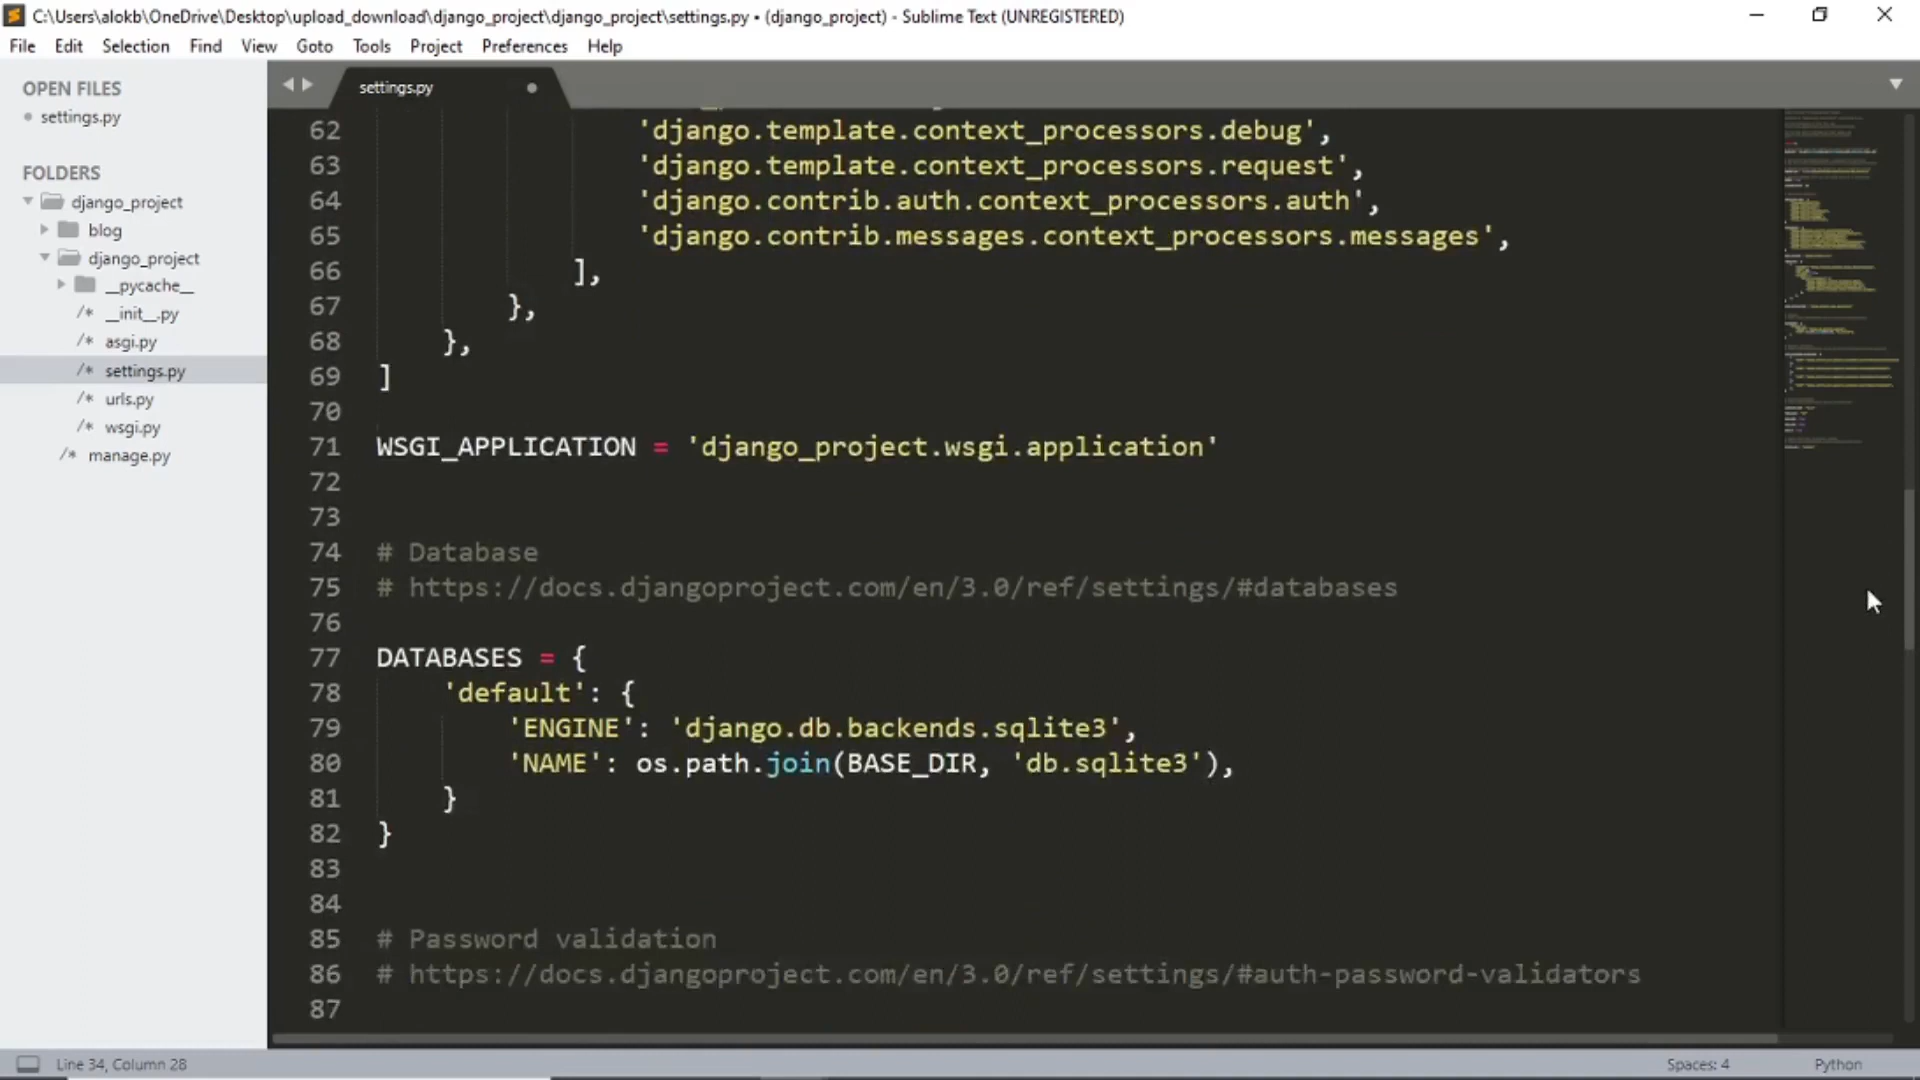 C:\Users\alokb\OneDrive\Desktop\upload_download\django_project\django_project\settings.py • (django_project) - Sublime Text (UNREGISTERED)
File Edit Selection Find View Goto Tools Project Preferences Help
OPEN FILES
settings.py
FOLDERS
django_project
blog
django_project
__pycache__
/* __init__.py
/* asgi.py
/* settings.py
/* urls.py
/* wsgi.py
/* manage.py
settings.py
62 'django.template.context_processors.debug',
63 'django.template.context_processors.request',
64 'django.contrib.auth.context_processors.auth',
65 'django.contrib.messages.context_processors.messages',
66 ],
67 },
68 },
69 ]
70
71 WSGI_APPLICATION = 'django_project.wsgi.application'
72
73
74 # Database
75 # https://docs.djangoproject.com/en/3.0/ref/settings/#databases
76
77 DATABASES = {
78 'default': {
79 'ENGINE': 'django.db.backends.sqlite3',
80 'NAME': os.path.join(BASE_DIR, 'db.sqlite3'),
81 }
82 }
83
84
85 # Password validation
86 # https://docs.djangoproject.com/en/3.0/ref/settings/#auth-password-validators
87
Line 34, Column 28
Spaces: 4
Python